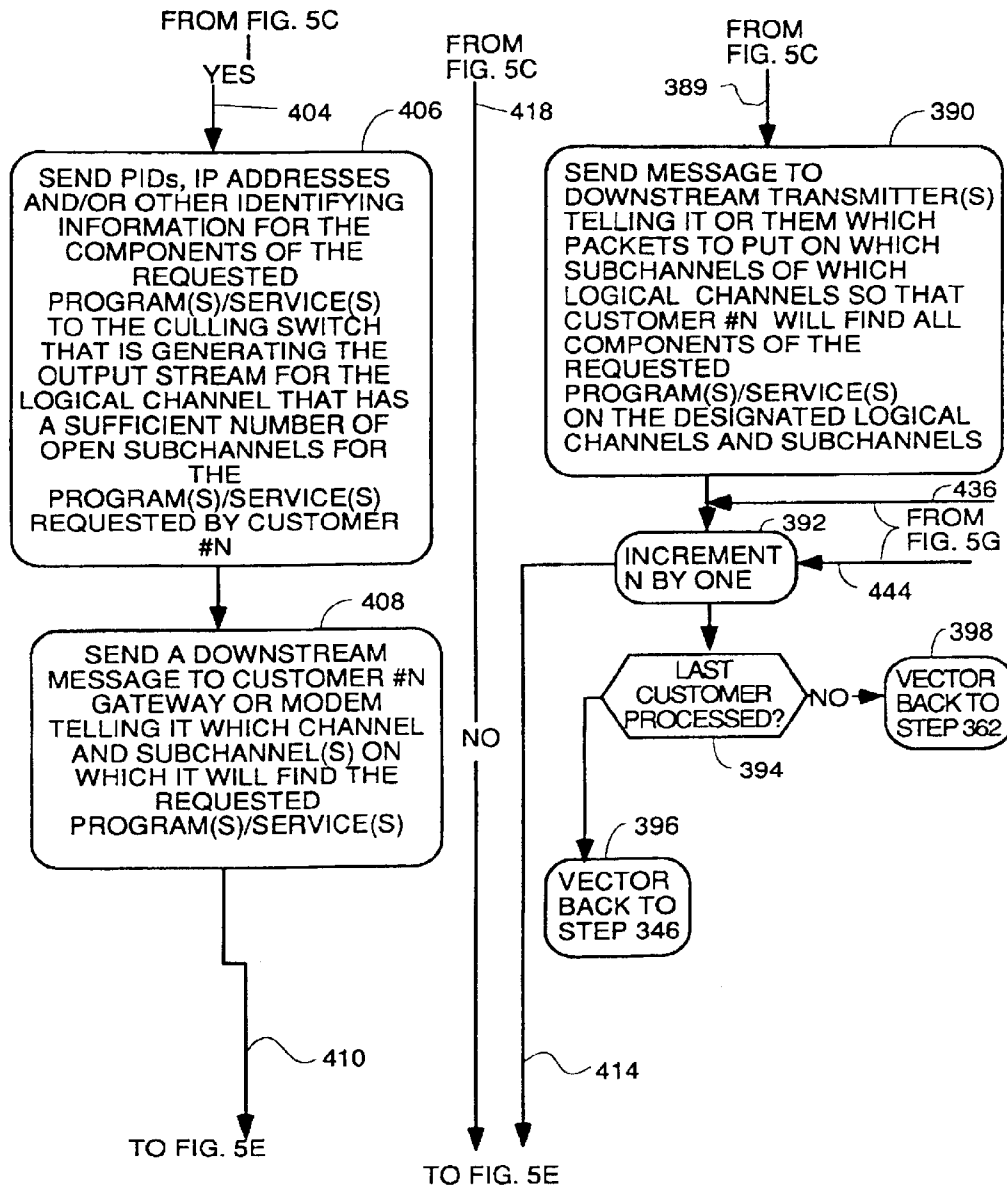 FROM FIG. 5C
YES
404
406
SEND PIDs, IP ADDRESSES
AND/OR OTHER IDENTIFYING
INFORMATION FOR THE
COMPONENTS OF THE
REQUESTED
PROGRAM(S)/SERVICE(S)
TO THE CULLING SWITCH
THAT IS GENERATING THE
OUTPUT STREAM FOR THE
LOGICAL CHANNEL THAT HAS
A SUFFICIENT NUMBER OF
OPEN SUBCHANNELS FOR
THE
PROGRAM(S)/SERVICE(S)
REQUESTED BY CUSTOMER
#N
408
SEND A DOWNSTREAM
MESSAGE TO CUSTOMER #N
GATEWAY OR MODEM
TELLING IT WHICH CHANNEL
AND SUBCHANNEL(S) ON
WHICH IT WILL FIND THE
REQUESTED
PROGRAM(S)/SERVICE(S)
410
TO FIG. 5E
FROM
FIG. 5C
418
NO
414
TO FIG. 5E
FROM
FIG. 5C
389
390
SEND MESSAGE TO
DOWNSTREAM TRANSMITTER(S)
TELLING IT OR THEM WHICH
PACKETS TO PUT ON WHICH
SUBCHANNELS OF WHICH
LOGICAL CHANNELS SO THAT
CUSTOMER #N WILL FIND ALL
COMPONENTS OF THE
REQUESTED
PROGRAM(S)/SERVICE(S)
ON THE DESIGNATED LOGICAL
CHANNELS AND SUBCHANNELS
436
392
FROM
FIG. 5G
INCREMENT
N BY ONE
444
LAST
CUSTOMER
PROCESSED?
NO
394
398
VECTOR
BACK TO
STEP 362
396
VECTOR
BACK TO
STEP 346